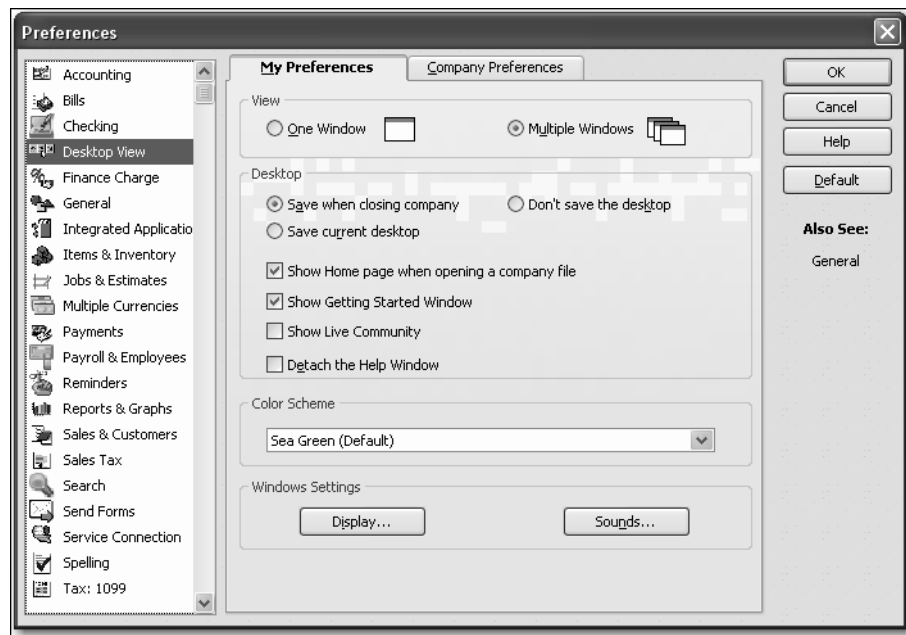 Preferences
Accounting
Bills
Checking
Desktop View
Finance Charge
General
Integrated Applicatio
Items & Inventory
Jobs & Estimates
Multiple Currencies
Payments
Payroll & Employees
Reminders
Reports & Graphs
Sales & Customers
Sales Tax
Search
Send Forms
Service Connection
Spelling
Tax: 1099
My Preferences
Company Preferences
View
One Window
Multiple Windows
Desktop
Save when closing company
Don't save the desktop
Save current desktop
Show Home page when opening a company file
Show Getting Started Window
Show Live Community
Detach the Help Window
Color Scheme
Sea Green (Default)
Windows Settings
Display...
Sounds...
OK
Cancel
Help
Default
Also See:
General